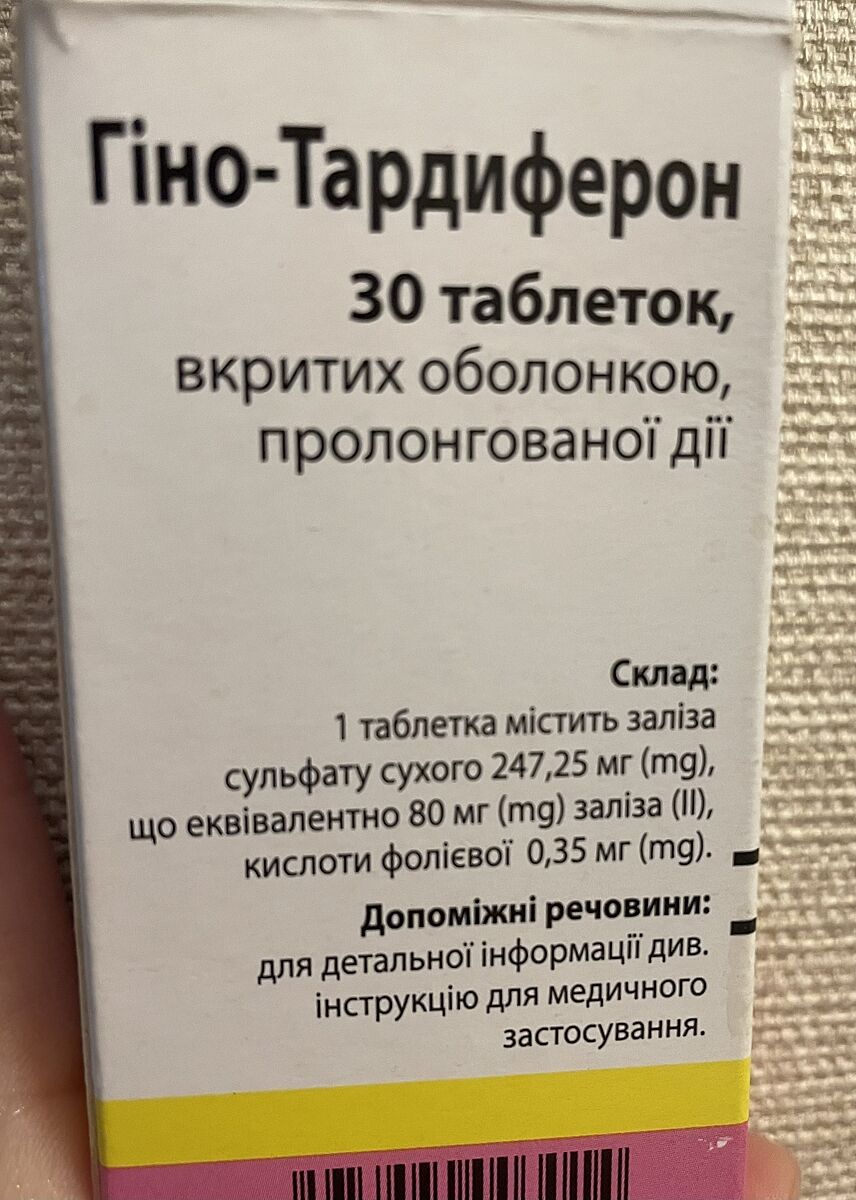 Гіно-Тардиферон
30 таблеток,
вкритих оболонкою,
пролонгованої дії
Склад:
1 таблетка містить заліза
сульфату сухого 247,25 мг (mg),
що еквівалентно 80 мг (mg) заліза (II),
кислоти фолієвої 0,35 мг (mg).
Допоміжні речовини:
для детальної інформації див.
інструкцію для медичного
застосування.